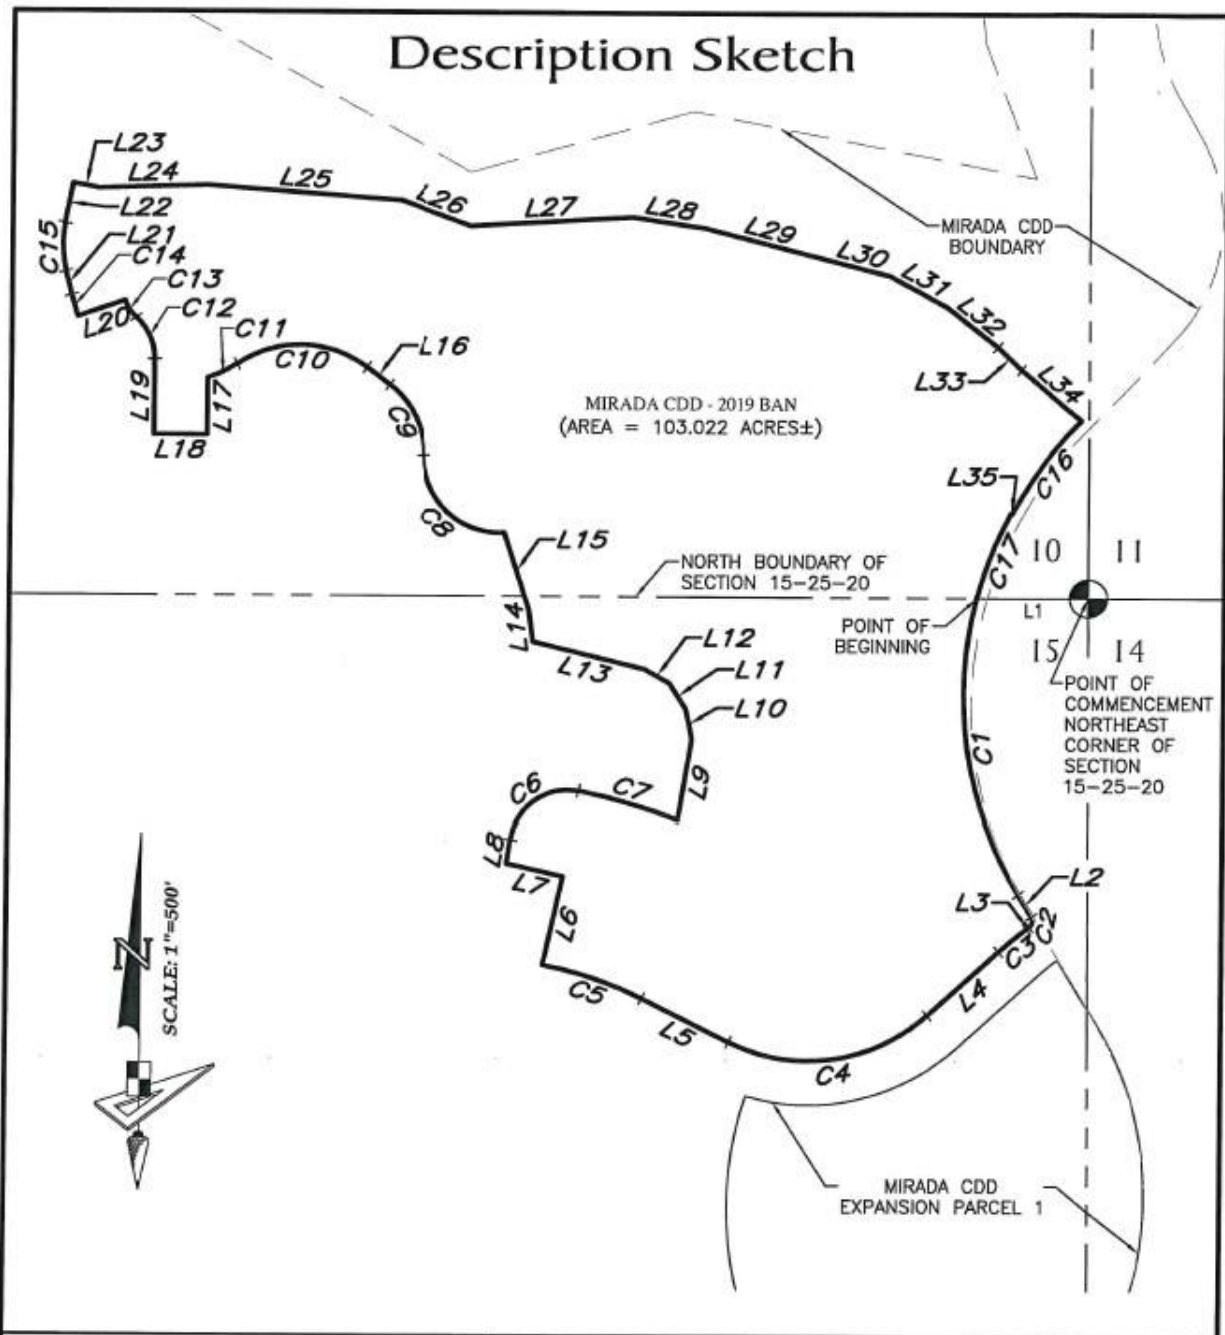 Description Sketch
L23
L24
L25
L22
L26
L27
L28
C15
L21
L29
MIRADA CDD
BOUNDARY
C14
L30
C13
L31
L20
C12
L32
C11
C10
L16
L33
L34
L19
L17
C9
MIRADA CDD - 2019 BAN
(AREA = 103.022 ACRES±)
L18
L35
C16
C8
L15
NORTH BOUNDARY OF
SECTION 15-25-20
C17
10
11
L14
POINT OF
BEGINNING
L1
L12
L13
L11
15
14
L10
POINT OF
COMMENCEMENT
NORTHEAST
CORNER OF
SECTION
15-25-20
C1
L9
C6
C7
L8
L7
L2
L3
L6
C2
C3
N
SCALE: 1"=500'
C5
L4
L5
C4
MIRADA CDD
EXPANSION PARCEL 1